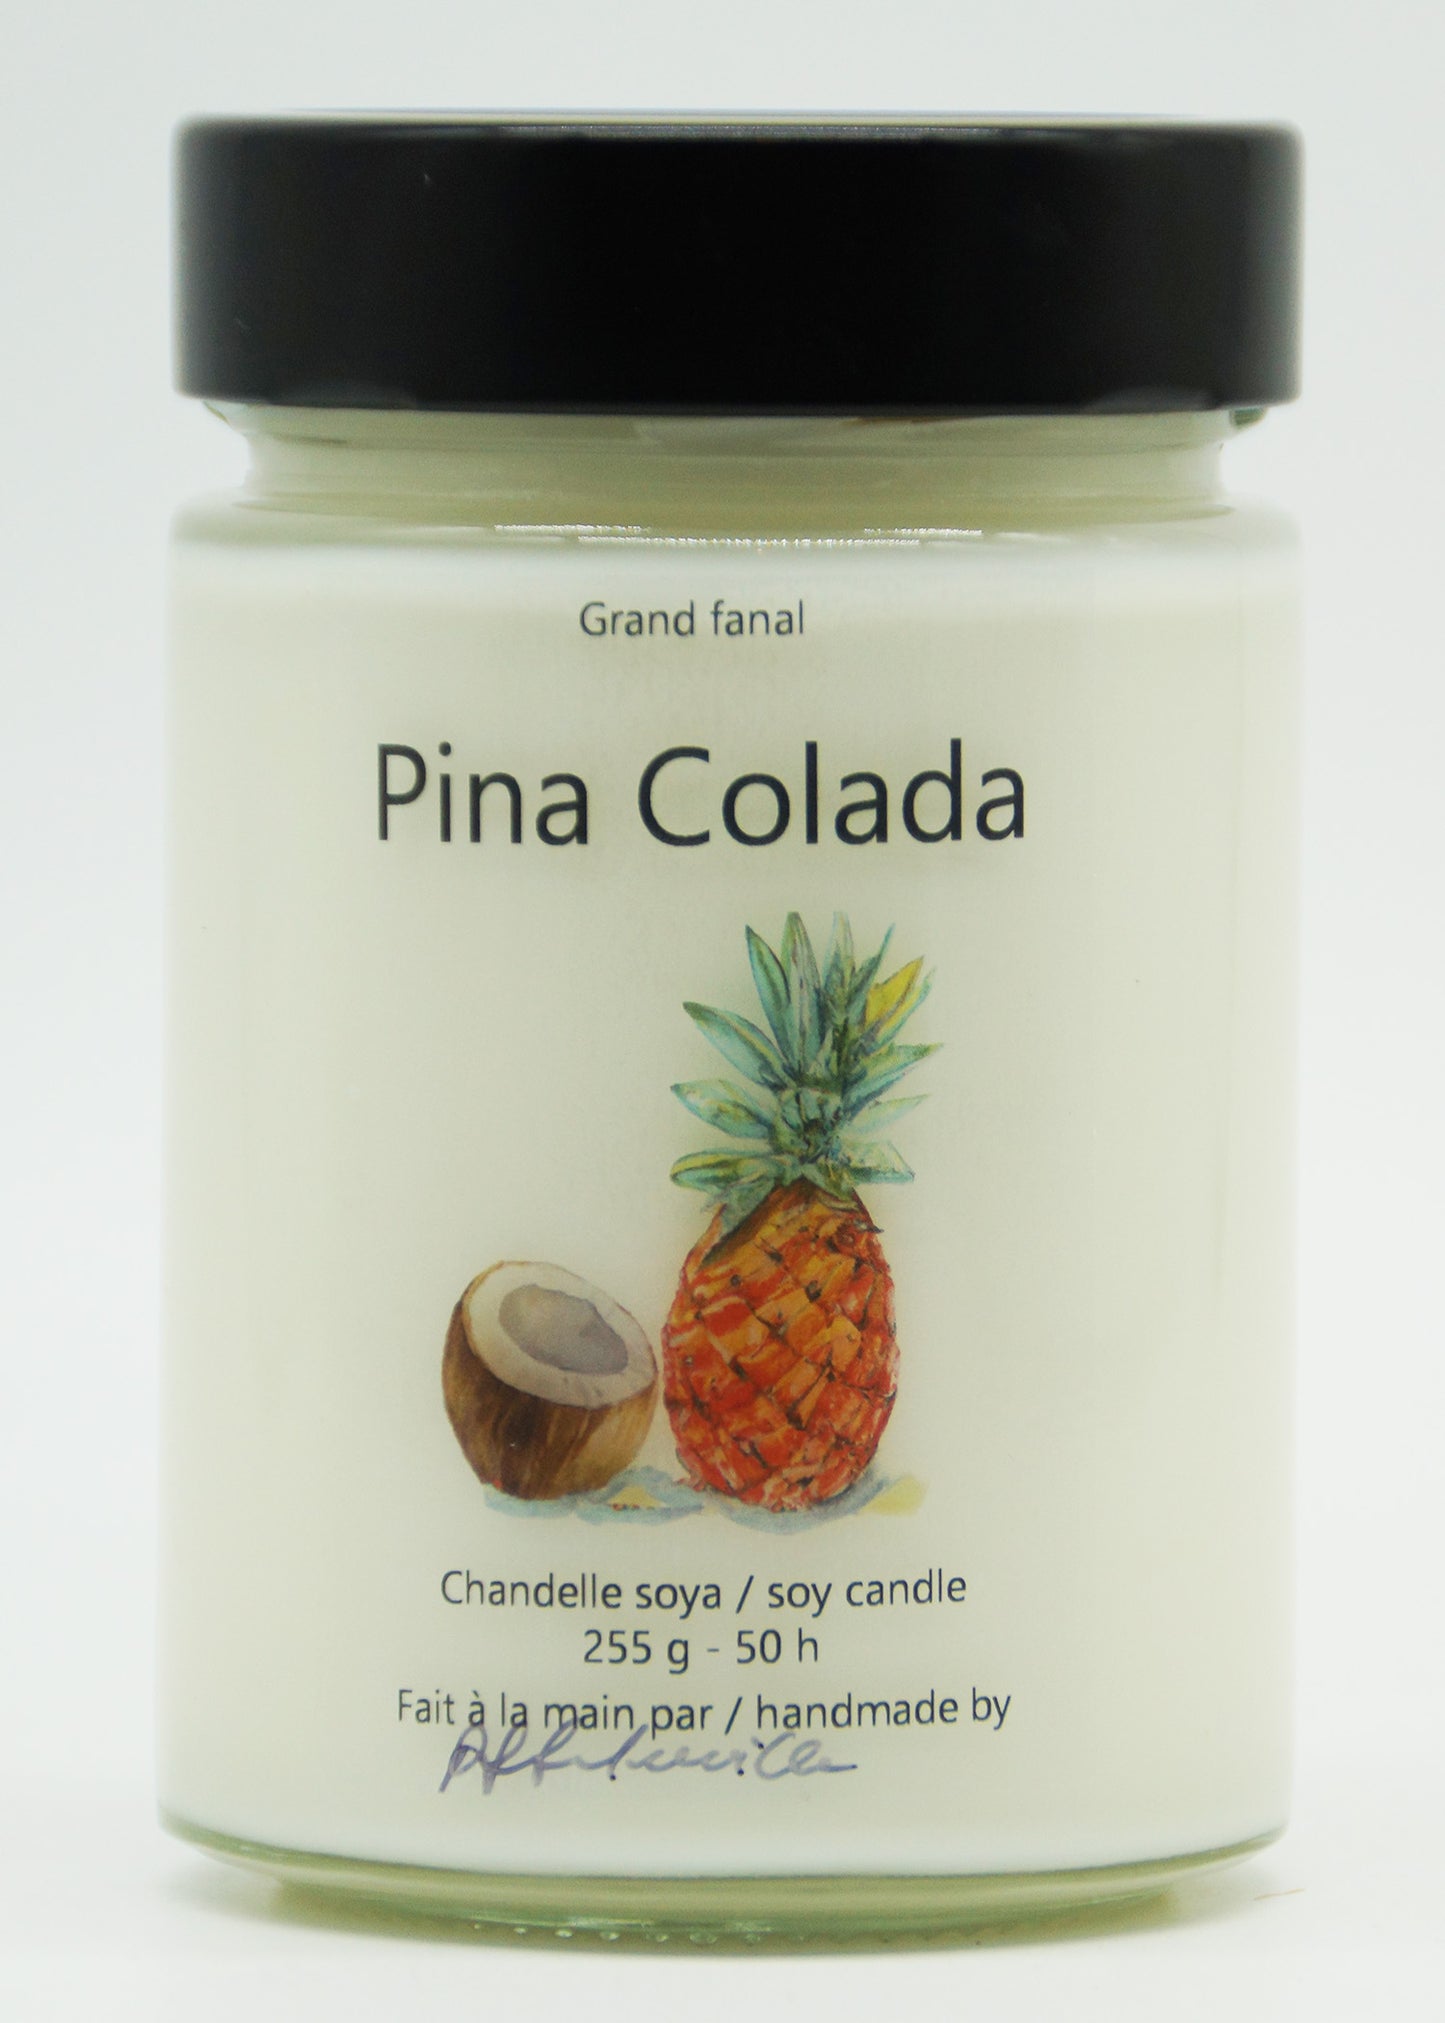 Grand fanal
Pina Colada
Chandelle soya / soy candle
255 g - 50 h
Fait à la main par / handmade by